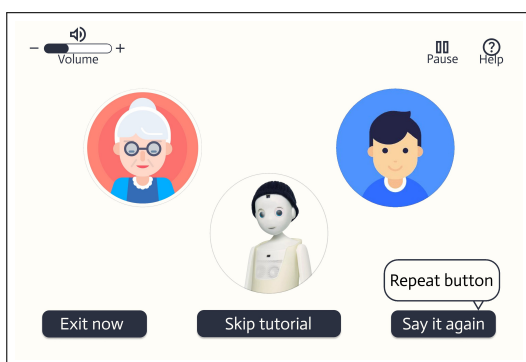 − +
Volume
Pause
? Help
Repeat button
Exit now
Skip tutorial
Say it again